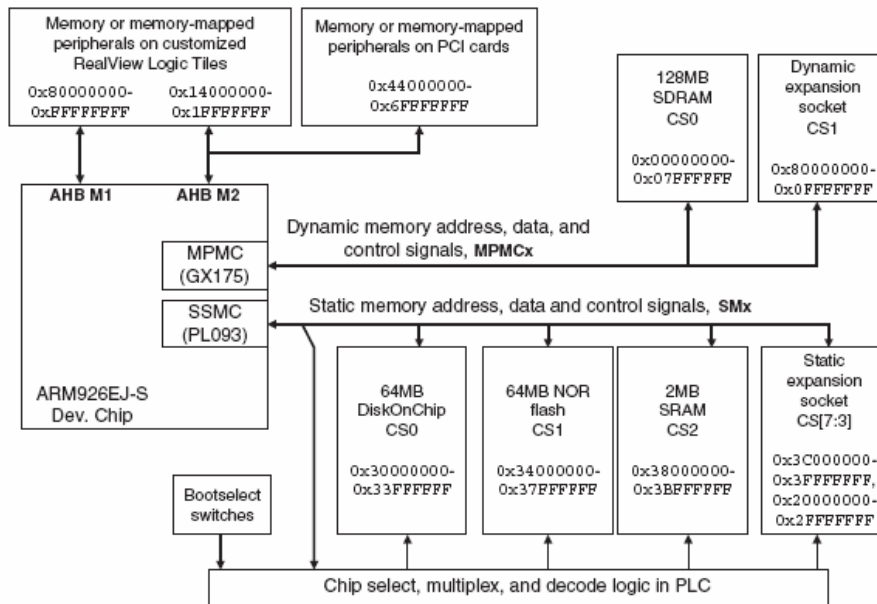 Memory or memory-mapped
peripherals on customized
RealView Logic Tiles
0x80000000-
0xFFFFFFFF
0x14000000-
0x1FFFFFFF
Memory or memory-mapped
peripherals on PCI cards
0x44000000-
0x6FFFFFFF
128MB
SDRAM
CS0
0x00000000-
0x07FFFFFF
Dynamic
expansion
socket
CS1
0x80000000-
0x0FFFFFFF
AHB M1
AHB M2
MPMC
(GX175)
SSMC
(PL093)
ARM926EJ-S
Dev. Chip
Dynamic memory address, data, and
control signals, MPMCx
Static memory address, data and control signals, SMx
64MB
DiskOnChip
CS0
0x30000000-
0x33FFFFFF
64MB NOR
flash
CS1
0x34000000-
0x37FFFFFF
2MB
SRAM
CS2
0x38000000-
0x3BFFFFFF
Static
expansion
socket
CS[7:3]
0x3C000000-
0x3FFFFFFF,
0x20000000-
0x2FFFFFFF
Bootselect
switches
Chip select, multiplex, and decode logic in PLC